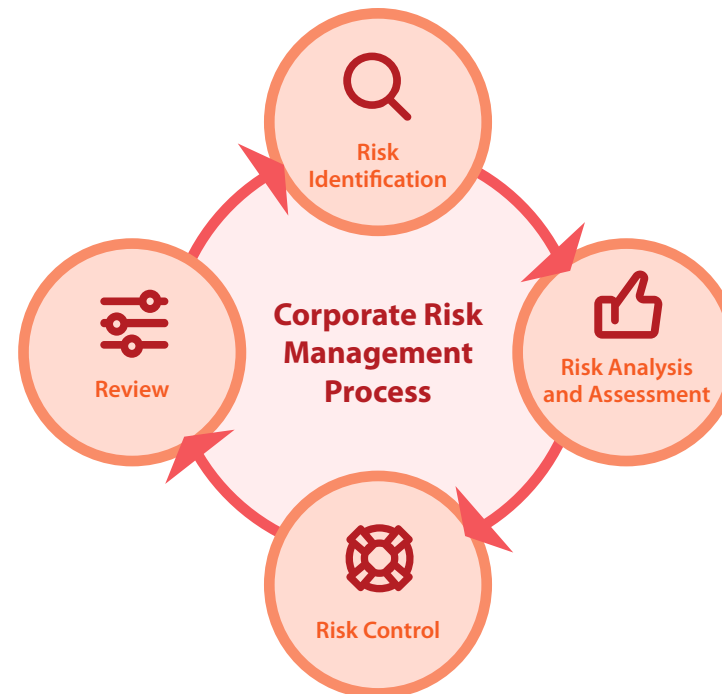 Risk
Identification
Corporate Risk
Management
Process
Risk Analysis
and Assessment
Review
Risk Control